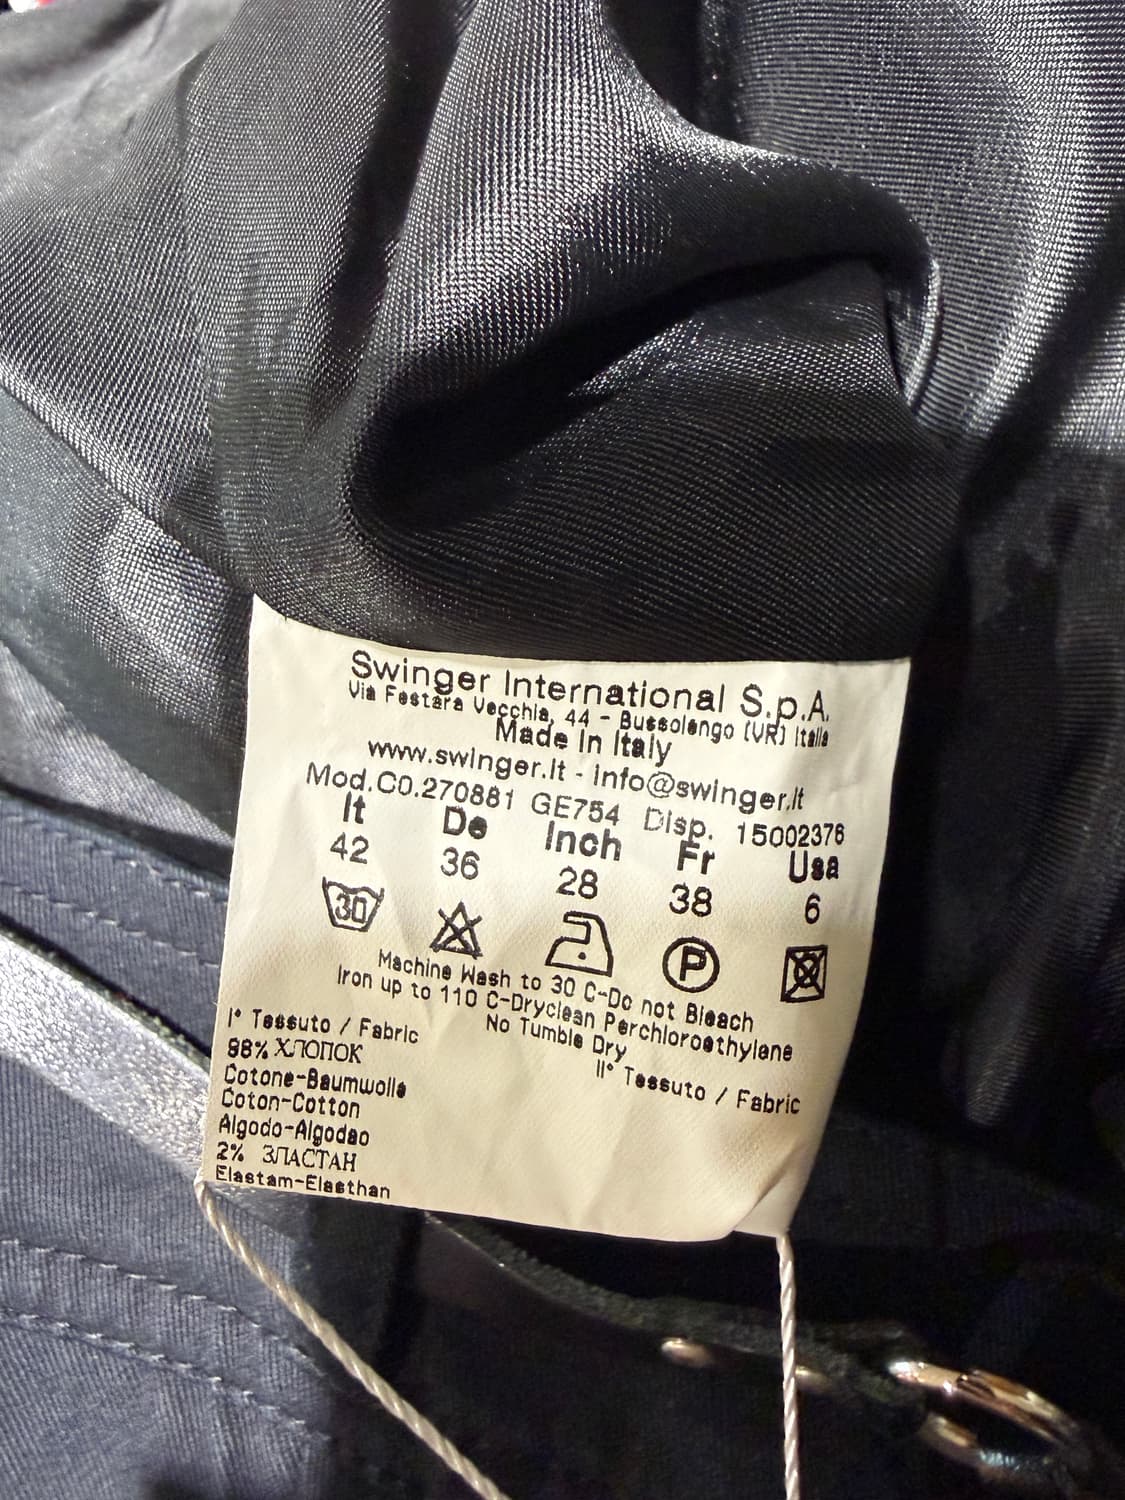 Swinger International S.p.A.
Via Festara Vecchia, 44 - Bussolengo (VR) Italia
Made In Italy
www.swinger.it - info@swinger.it
Mod.C0.270881 GE754 Disp. 15002376
It De Inch Fr Usa
42 36 28 38 6
30 P
Machine Wash to 30 C-Do not Bleach
Iron up to 110 C-Dryclean Perchloroethylene
No Tumble Dry
I° Tessuto / Fabric
II° Tessuto / Fabric
98% ХЛОПОК
Cotone-Baumwolle
Coton-Cotton
Algodo-Algodao
2% ЗЛАСТАН
Elastam-Elasthan